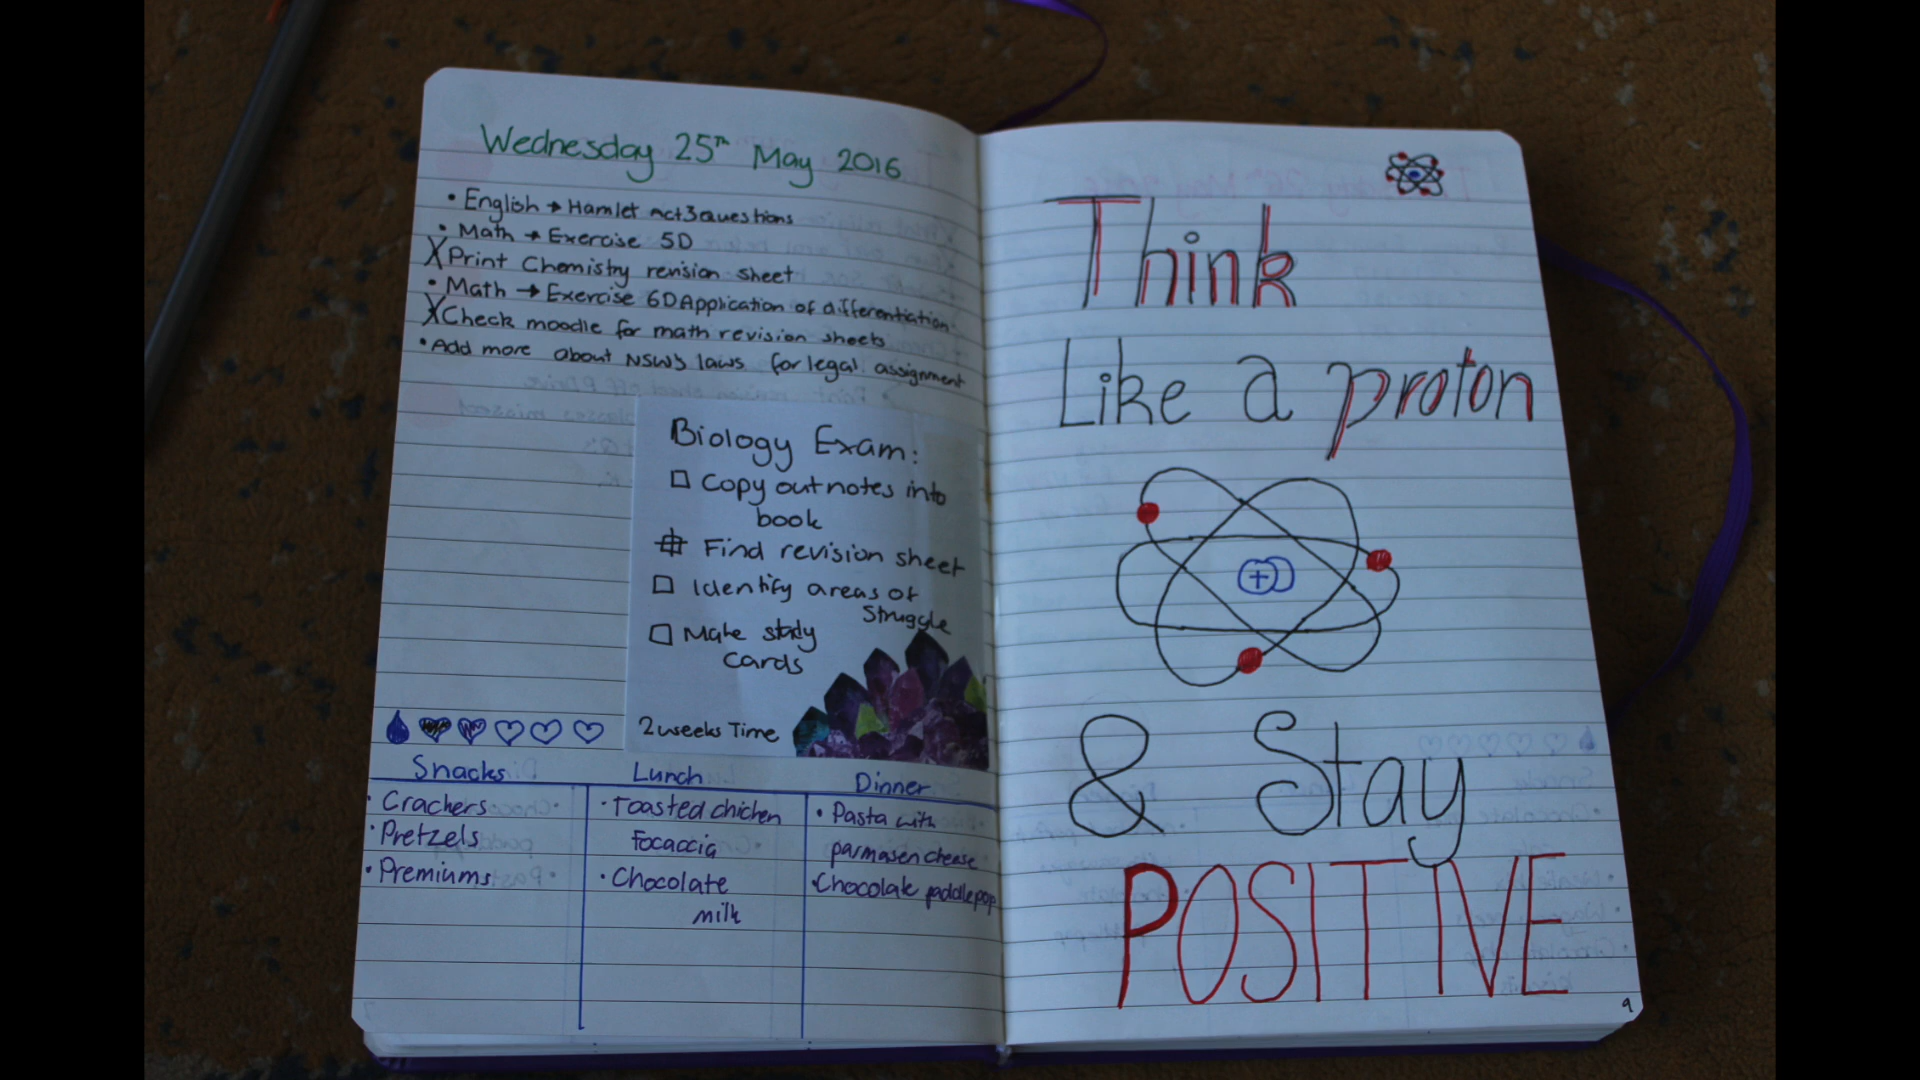 Wednesday 25th May 2016
• English → Hamlet Act 3 questions
• Math → Exercise 5D
X Print Chemistry revision sheet
• Math → Exercise 6D Application of differentiation
X Check moodle for math revision sheets
• Add more about NSW's laws for legal assignment
Biology Exam:
Copy out notes into
book
Find revision sheet
Identify areas of
Struggle
Make study
cards
2 weeks Time
Snacks
• Crackers
• Pretzels
• Premiums
Lunch
• Toasted chicken
Focaccia
• Chocolate
milk
Dinner
• Pasta with
parmasen cheese
• Chocolate paddlepop
Think
Like a proton
+
& Stay
POSITIVE
9